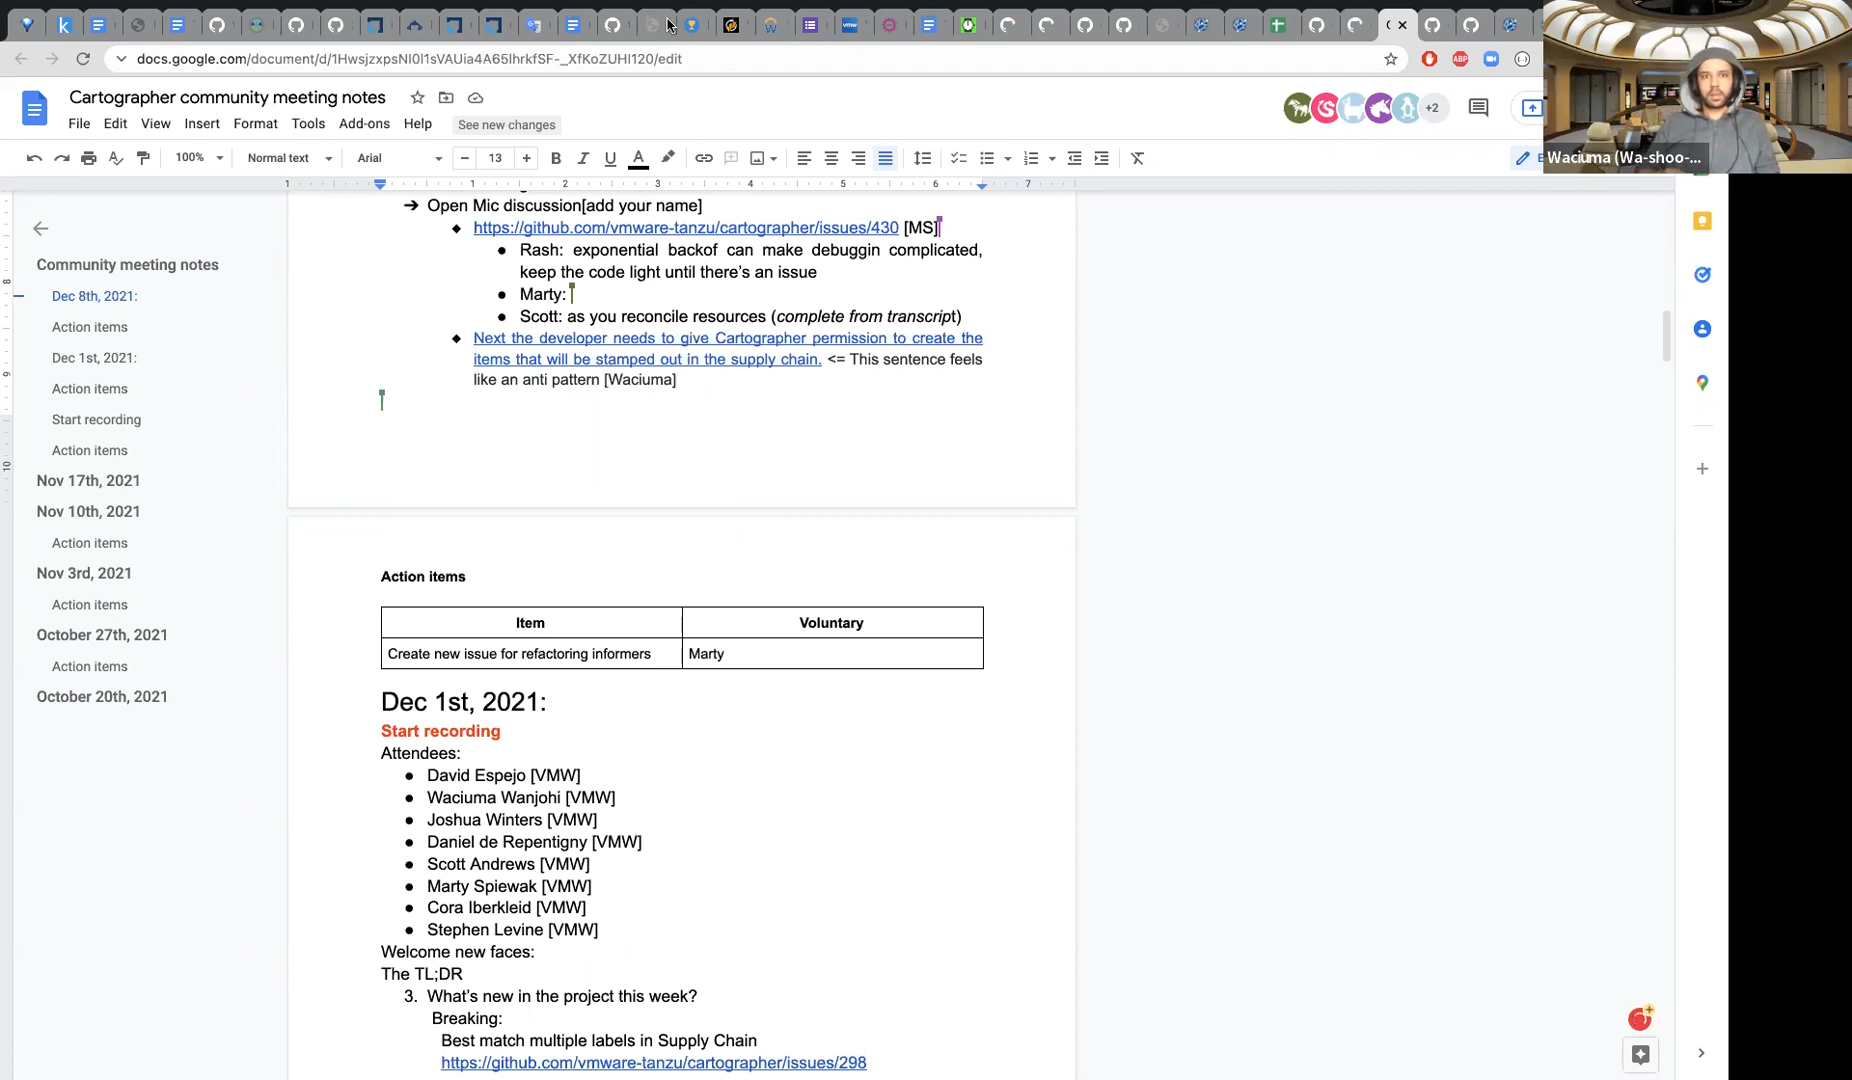 docs.google.com/document/d/1HwsjzxpsNI0l1sVAUia4A65lhrkfSF-_XfKoZUHI120/edit
Cartographer community meeting notes
File Edit View Insert Format Tools Add-ons Help See new changes
+2
100% Normal text Arial 13
Waciuma (Wa-shoo-...
1 1 2 3 4 5 6 7
Community meeting notes
Dec 8th, 2021:
Action items
Dec 1st, 2021:
Action items
Start recording
Action items
Nov 17th, 2021
Nov 10th, 2021
Action items
Nov 3rd, 2021
Action items
October 27th, 2021
Action items
October 20th, 2021
➔ Open Mic discussion[add your name]
◆ https://github.com/vmware-tanzu/cartographer/issues/430 [MS]
● Rash: exponential backof can make debuggin complicated,
keep the code light until there's an issue
● Marty:
● Scott: as you reconcile resources (complete from transcript)
◆ Next the developer needs to give Cartographer permission to create the
items that will be stamped out in the supply chain. <= This sentence feels
like an anti pattern [Waciuma]
Action items
Item Voluntary
Create new issue for refactoring informers Marty
Dec 1st, 2021:
Start recording
Attendees:
● David Espejo [VMW]
● Waciuma Wanjohi [VMW]
● Joshua Winters [VMW]
● Daniel de Repentigny [VMW]
● Scott Andrews [VMW]
● Marty Spiewak [VMW]
● Cora Iberkleid [VMW]
● Stephen Levine [VMW]
Welcome new faces:
The TL;DR
3. What's new in the project this week?
Breaking:
Best match multiple labels in Supply Chain
https://github.com/vmware-tanzu/cartographer/issues/298